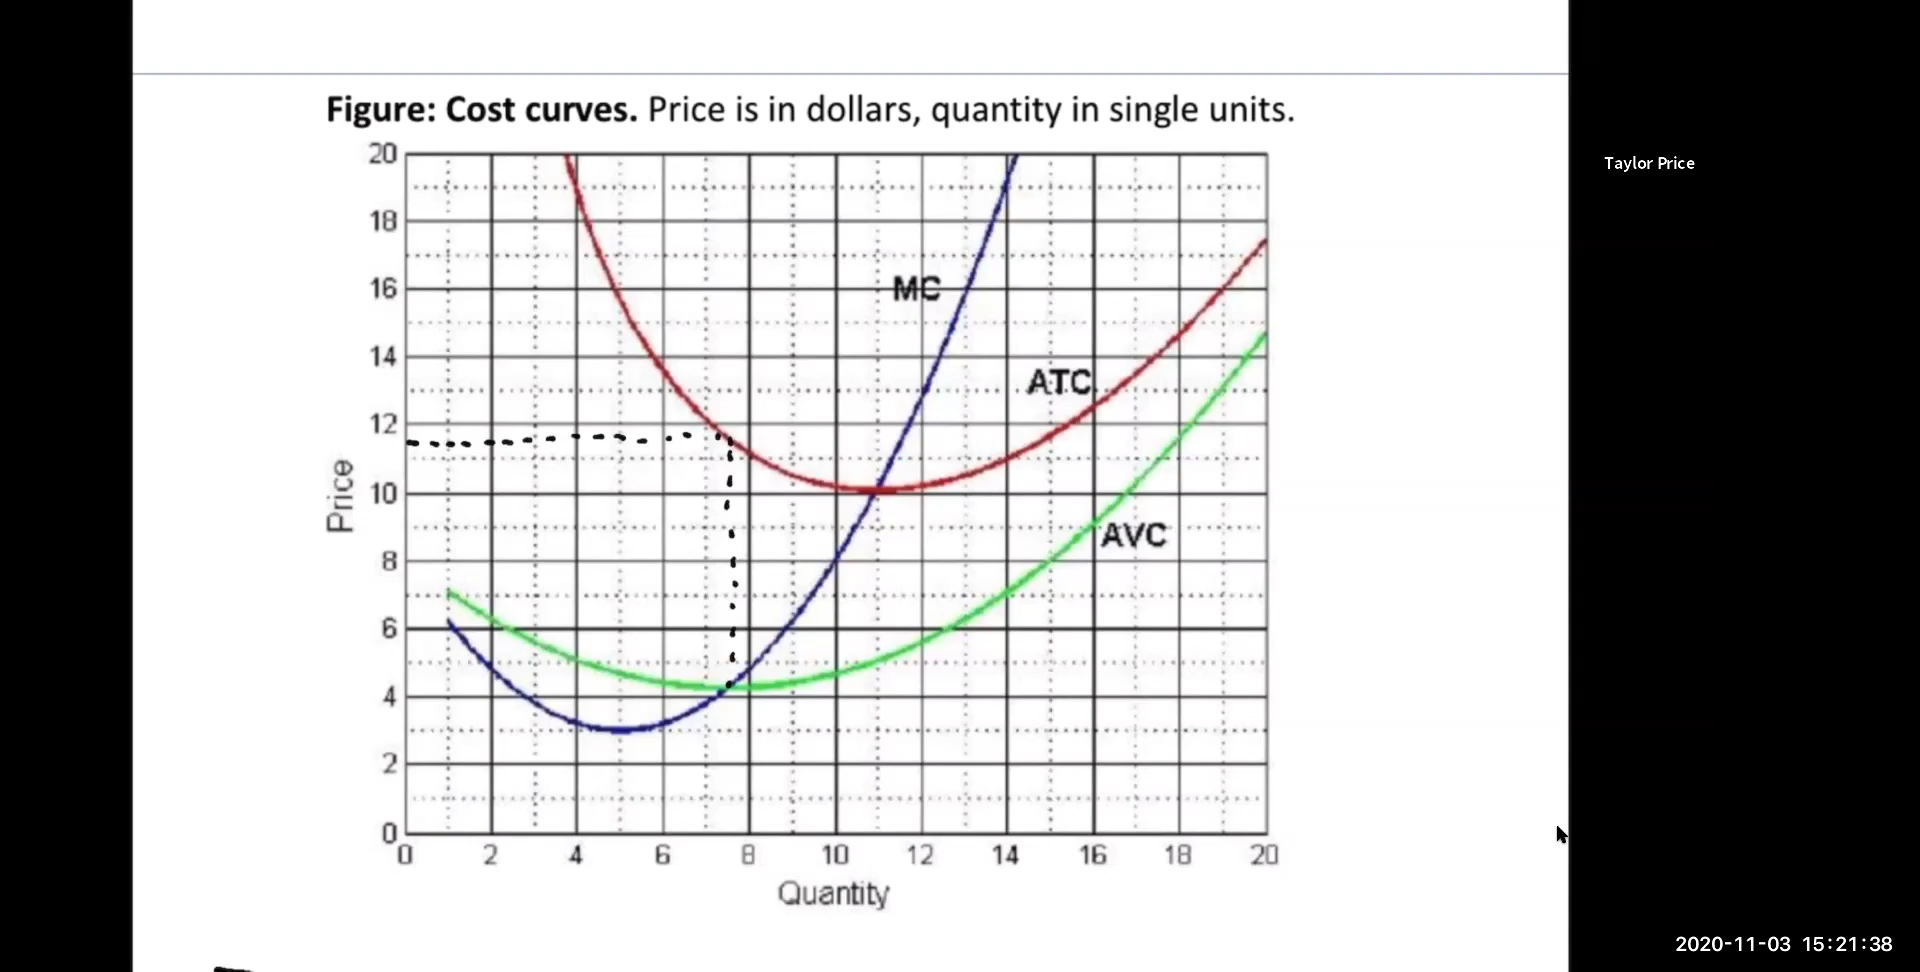 Figure: Cost curves. Price is in dollars, quantity in single units.
Taylor Price
20
18
16
14
12
10
8
6
4
2
0
Price
MC
ATC
AVC
0 2 4 6 8 10 12 14 16 18 20
Quantity
2020-11-03 15:21:38